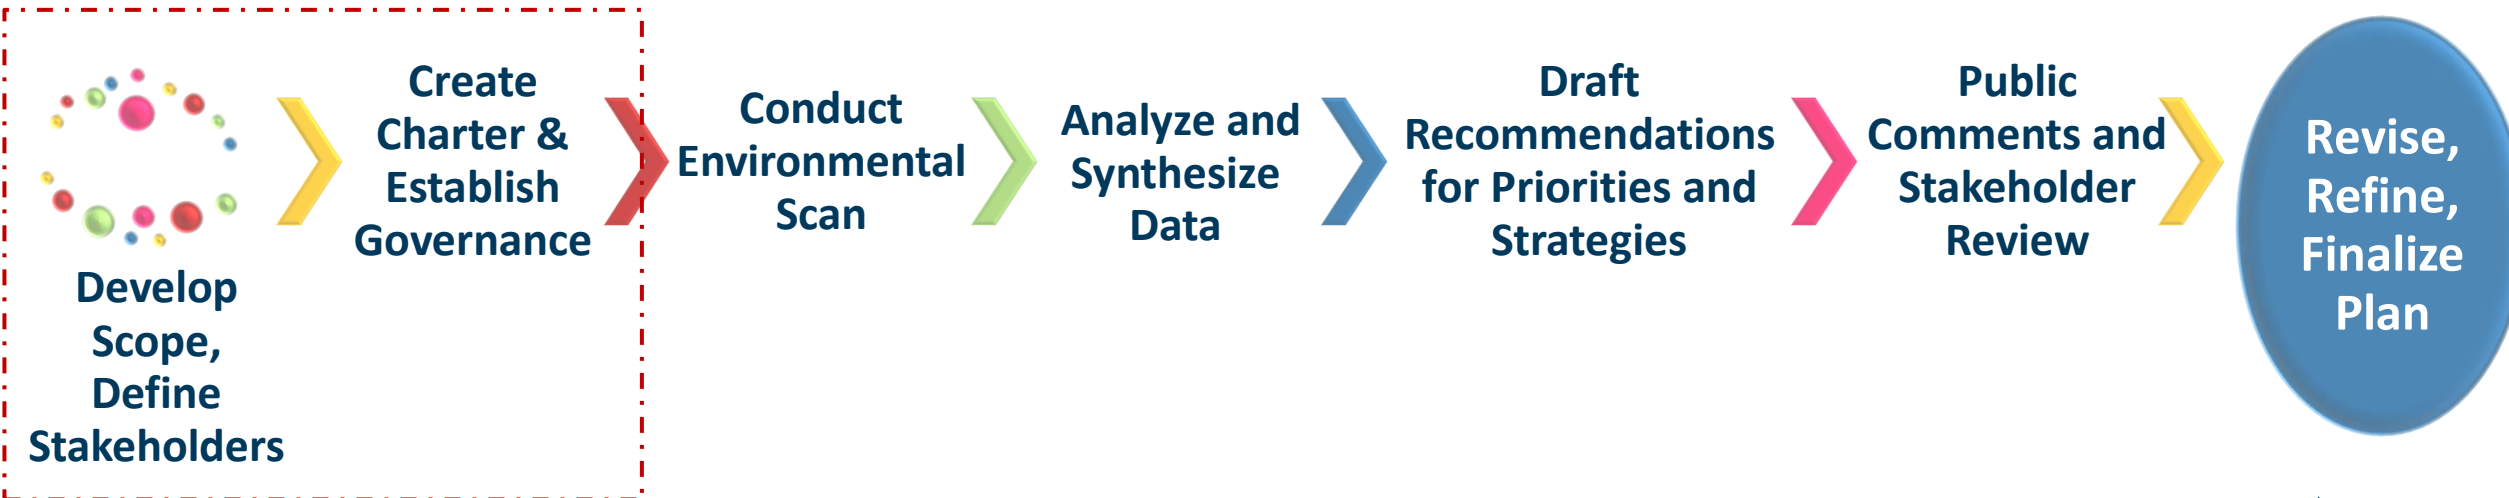 Develop
Scope,
Define
Stakeholders
Create
Charter &
Establish
Governance
Conduct
Environmental
Scan
Analyze and
Synthesize
Data
Draft
Recommendations
for Priorities and
Strategies
Public
Comments and
Stakeholder
Review
Revise,
Refine,
Finalize
Plan